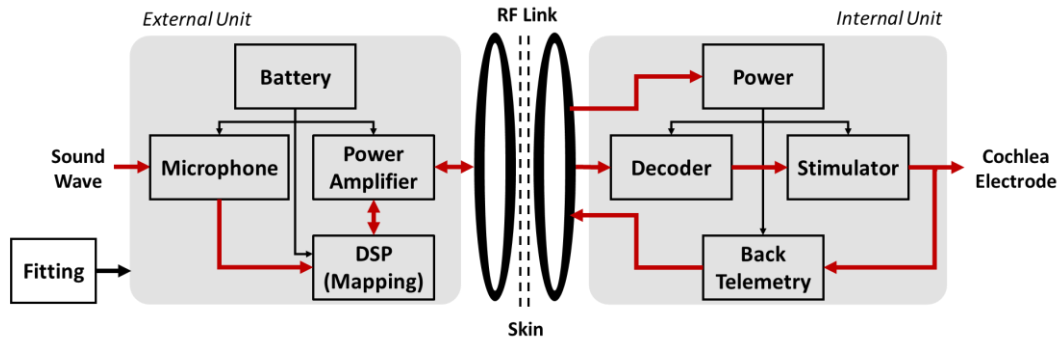 External Unit
RF Link
Internal Unit
Battery
Power
Sound
Wave
Microphone
Power
Amplifier
Decoder
Stimulator
Cochlea
Electrode
Fitting
DSP
(Mapping)
Back
Telemetry
Skin